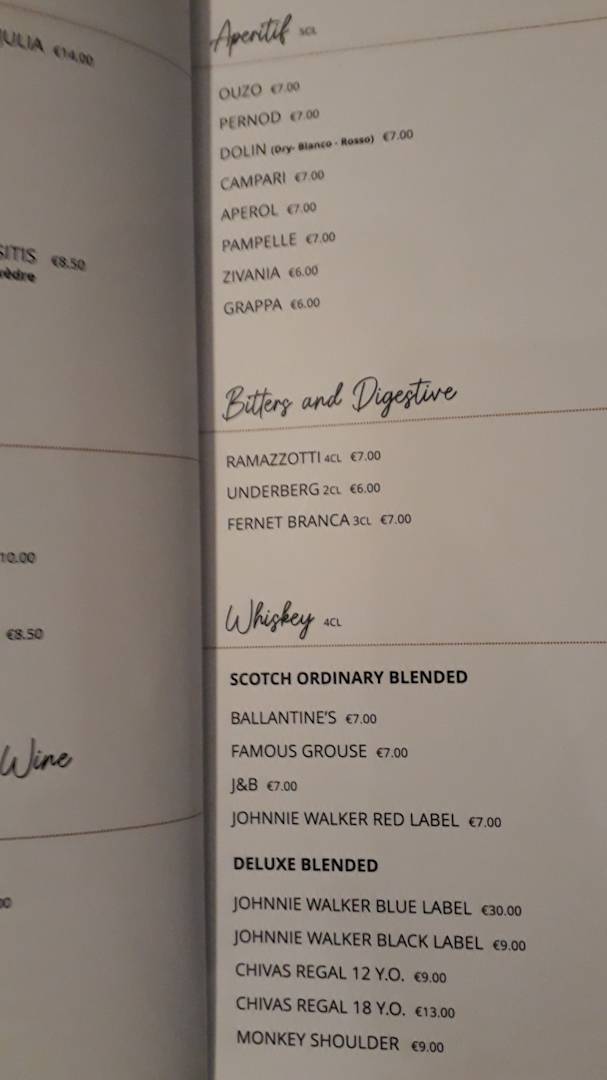 JULIA €14.00
SITIS €8.50
€8.50
Wine
Aperitif 5CL
OUZO €7.00
PERNOD €7.00
DOLIN (Dry- Bianco - Rosso) €7.00
CAMPARI €7.00
APEROL €7.00
PAMPELLE €7.00
ZIVANIA €6.00
GRAPPA €6.00
Bitters and Digestive
RAMAZZOTTI 4CL €7.00
UNDERBERG 2CL €6.00
FERNET BRANCA 3CL €7.00
Whiskey 4CL
SCOTCH ORDINARY BLENDED
BALLANTINE'S €7.00
FAMOUS GROUSE €7.00
J&B €7.00
JOHNNIE WALKER RED LABEL €7.00
DELUXE BLENDED
JOHNNIE WALKER BLUE LABEL €30.00
JOHNNIE WALKER BLACK LABEL €9.00
CHIVAS REGAL 12 Y.O. €9.00
CHIVAS REGAL 18 Y.O. €13.00
MONKEY SHOULDER €9.00